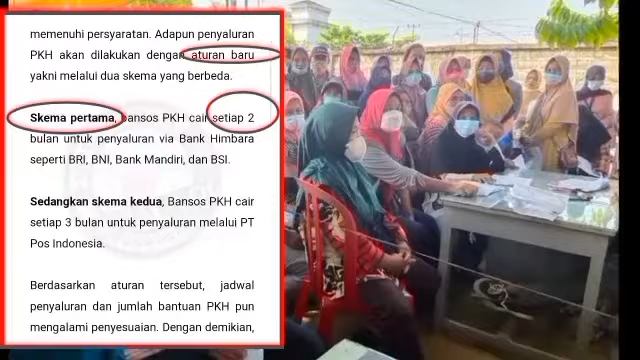 memenuhi persyaratan. Adapun penyaluran
PKH akan dilakukan dengan aturan baru
yakni melalui dua skema yang berbeda.
Skema pertama, bansos PKH cair setiap 2
bulan untuk penyaluran via Bank Himbara
seperti BRI, BNI, Bank Mandiri, dan BSI.
Sedangkan skema kedua, Bansos PKH cair
setiap 3 bulan untuk penyaluran melalui PT
Pos Indonesia.
Berdasarkan aturan tersebut, jadwal
penyaluran dan jumlah bantuan PKH pun
mengalami penyesuaian. Dengan demikian,